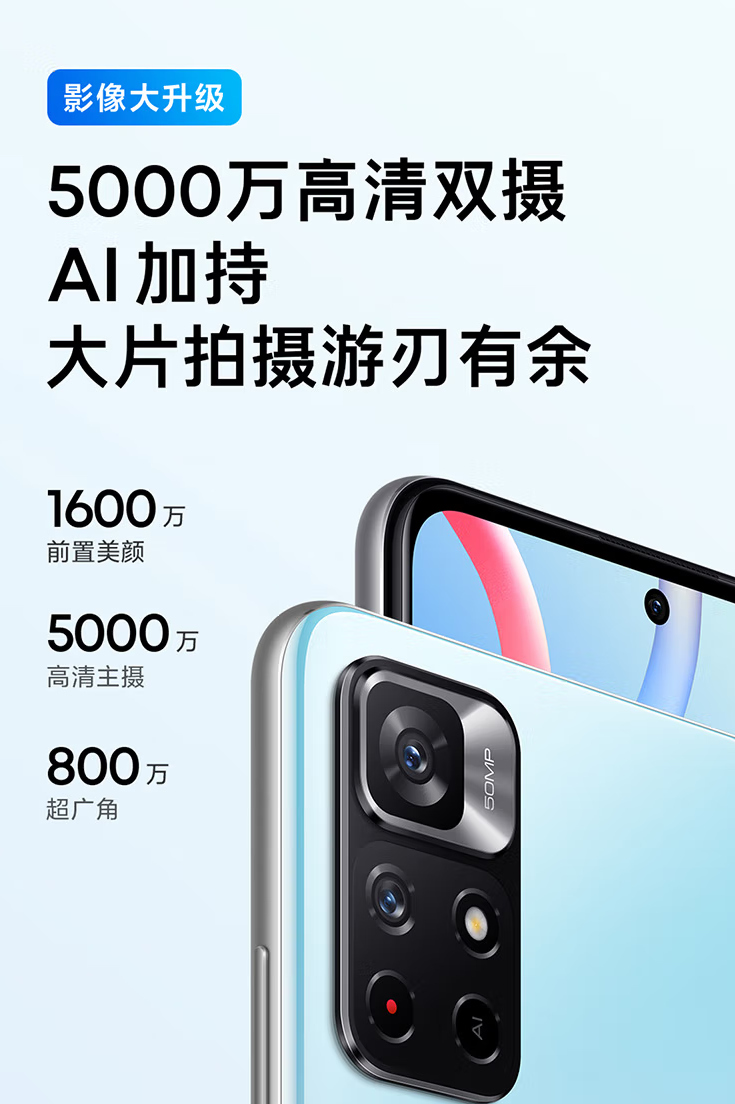 影像大升级
5000万高清双摄
AI加持
大片拍摄游刃有余
1600万
前置美颜
5000万
高清主摄
800万
超广角
50MP
AI